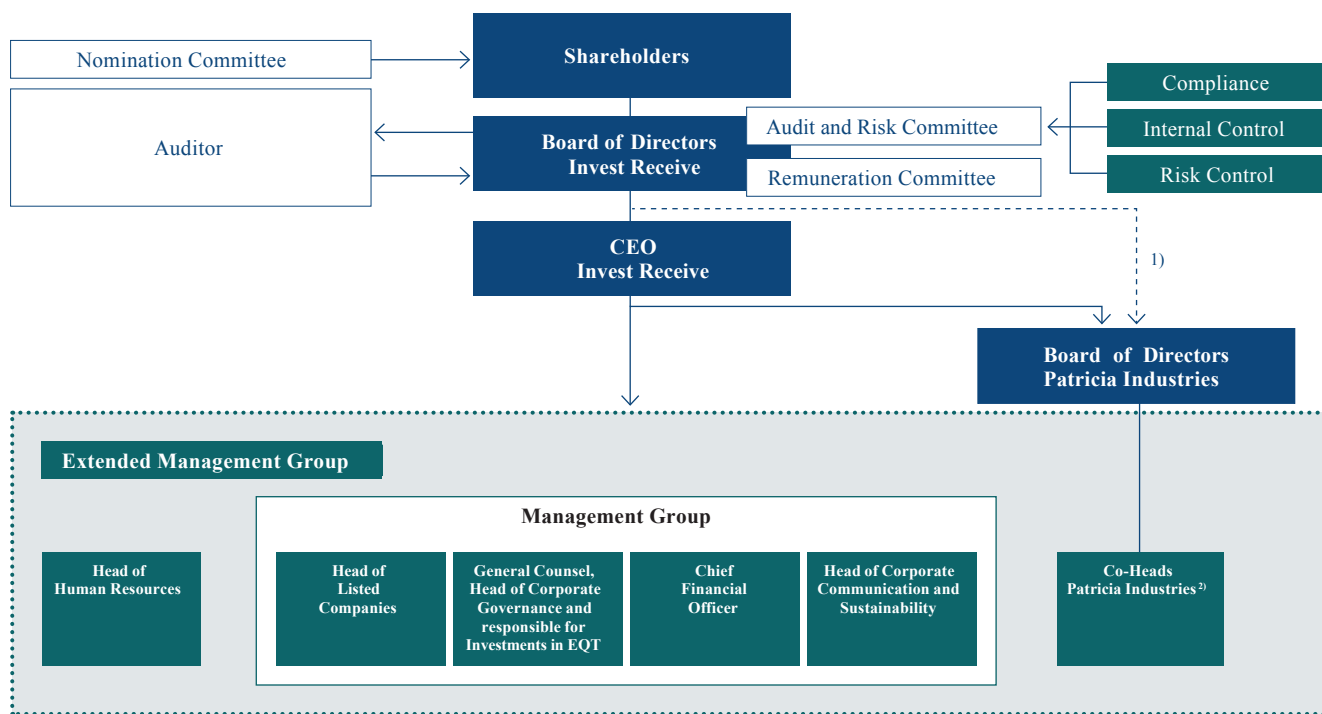 Nomination Committee
Shareholders
Compliance
Auditor
Board of Directors
Invest Receive
Audit and Risk Committee
Internal Control
Remuneration Committee
Risk Control
CEO
Invest Receive
1)
Board of Directors
Patricia Industries
Extended Management Group
Management Group
Head of
Human Resources
Head of
Listed
Companies
General Counsel,
Head of Corporate
Governance and
responsible for
Investments in EQT
Chief
Financial
Officer
Head of Corporate
Communication and
Sustainability
Co-Heads
Patricia Industries 2)